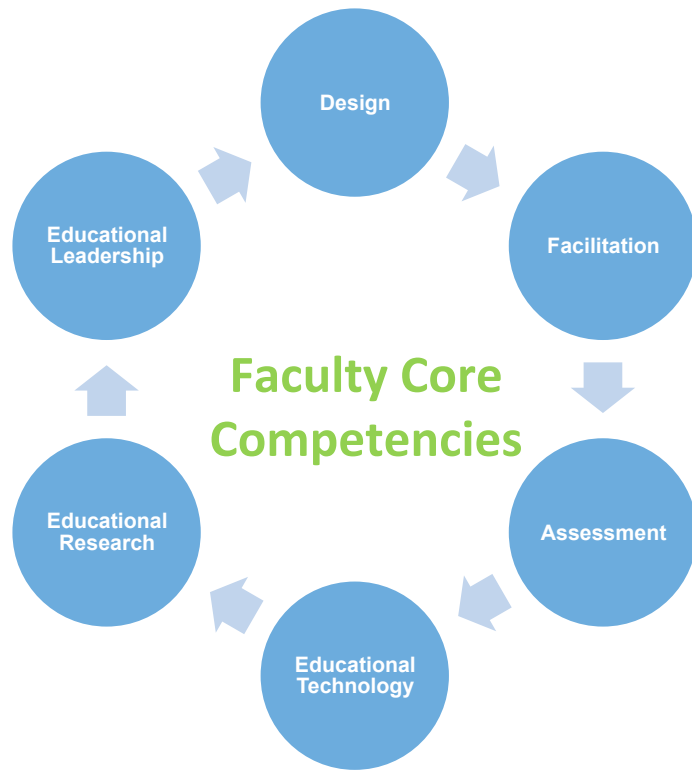 Design
Facilitation
Assessment
Educational
Technology
Educational
Research
Educational
Leadership
Faculty Core
Competencies